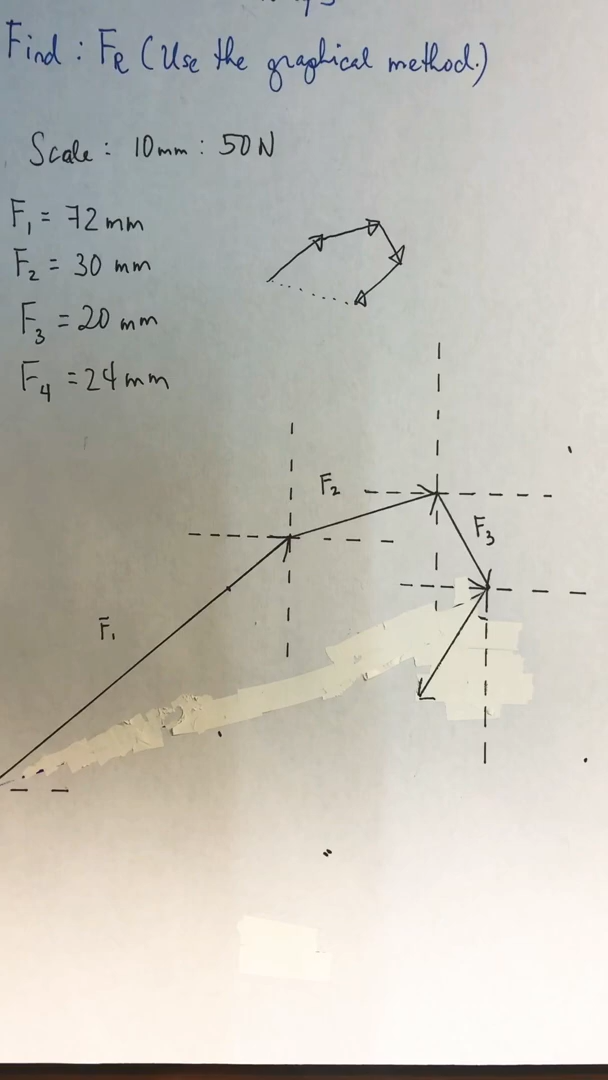 Find : FR (Use the graphical method.)
Scale : 10mm : 50N
F1 = 72 mm
F2 = 30 mm
F3 = 20 mm
F4 = 24 mm
F2
F3
F1